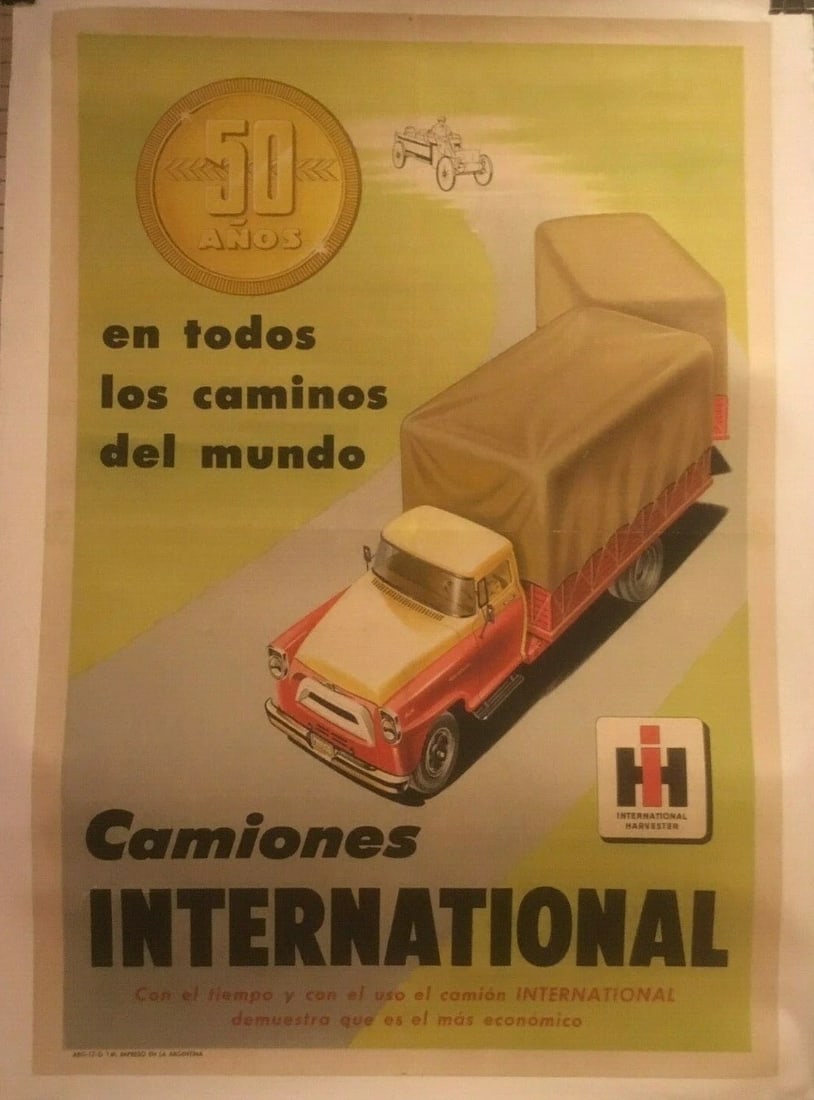 50
AÑOS
en todos
los caminos
del mundo
IH
INTERNATIONAL
HARVESTER
Camiones
INTERNATIONAL
Con el tiempo y con el uso el camión INTERNATIONAL
demuestra que es el más económico
IMPRESO EN LA ARGENTINA